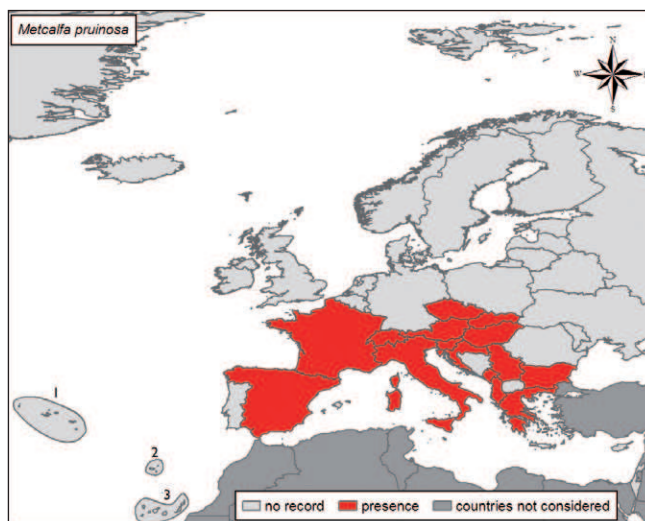 Metcalfa pruinosa
N
W
S
1
2
3
no record presence countries not considered